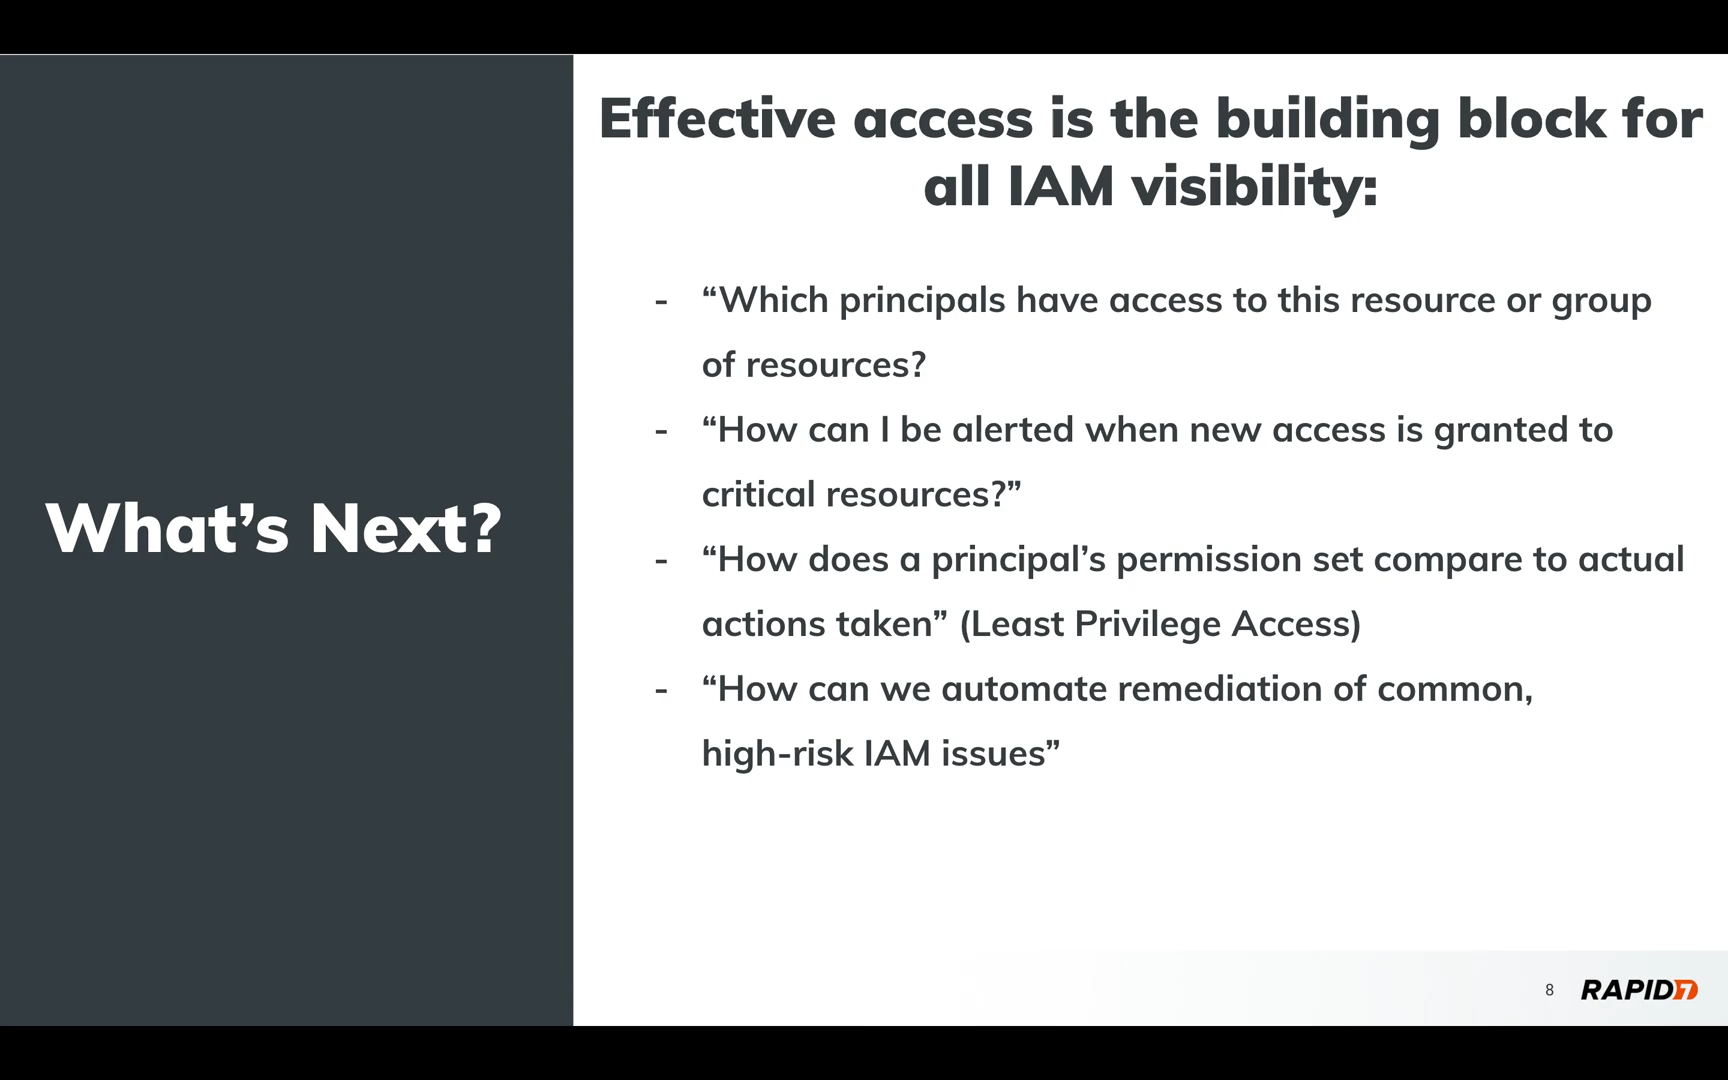 What’s Next?
Effective access is the building block for
all IAM visibility:
- “Which principals have access to this resource or group
of resources?
- “How can I be alerted when new access is granted to
critical resources?”
- “How does a principal’s permission set compare to actual
actions taken” (Least Privilege Access)
- “How can we automate remediation of common,
high-risk IAM issues”
8
RAPID7